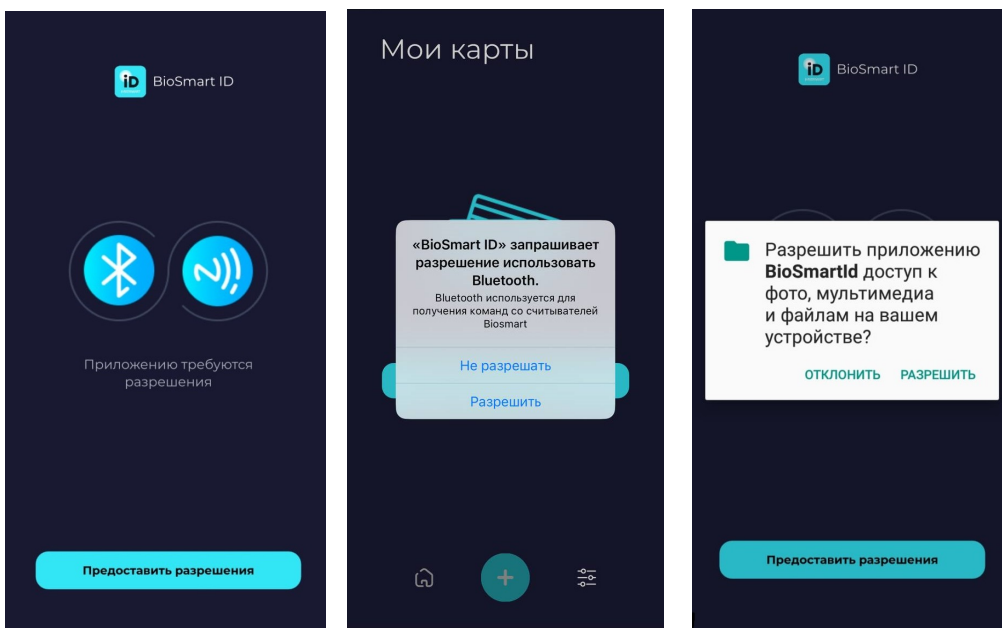 iD BioSmart ID
Приложению требуются
разрешения
Предоставить разрешения
Мои карты
«BioSmart ID» запрашивает
разрешение использовать
Bluetooth.
Bluetooth используется для
получения команд со считывателей
Biosmart
Не разрешать
Разрешить
iD BioSmart ID
Разрешить приложению
BioSmartId доступ к
фото, мультимедиа
и файлам на вашем
устройстве?
ОТКЛОНИТЬ РАЗРЕШИТЬ
Предоставить разрешения